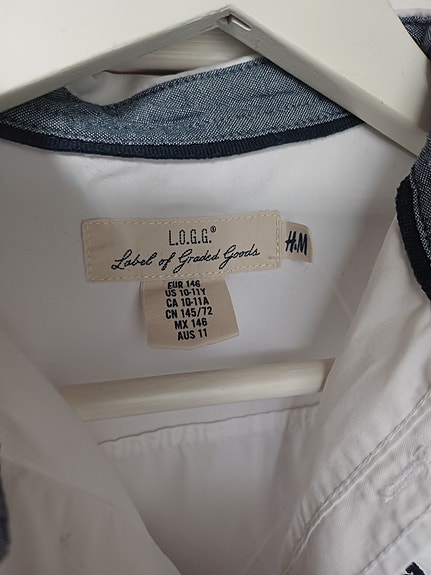 L.O.G.G.®
Label of Graded Goods
H&M
EUR 146
US 10-11Y
CA 10-11A
CN 145/72
MX 146
AUS 11